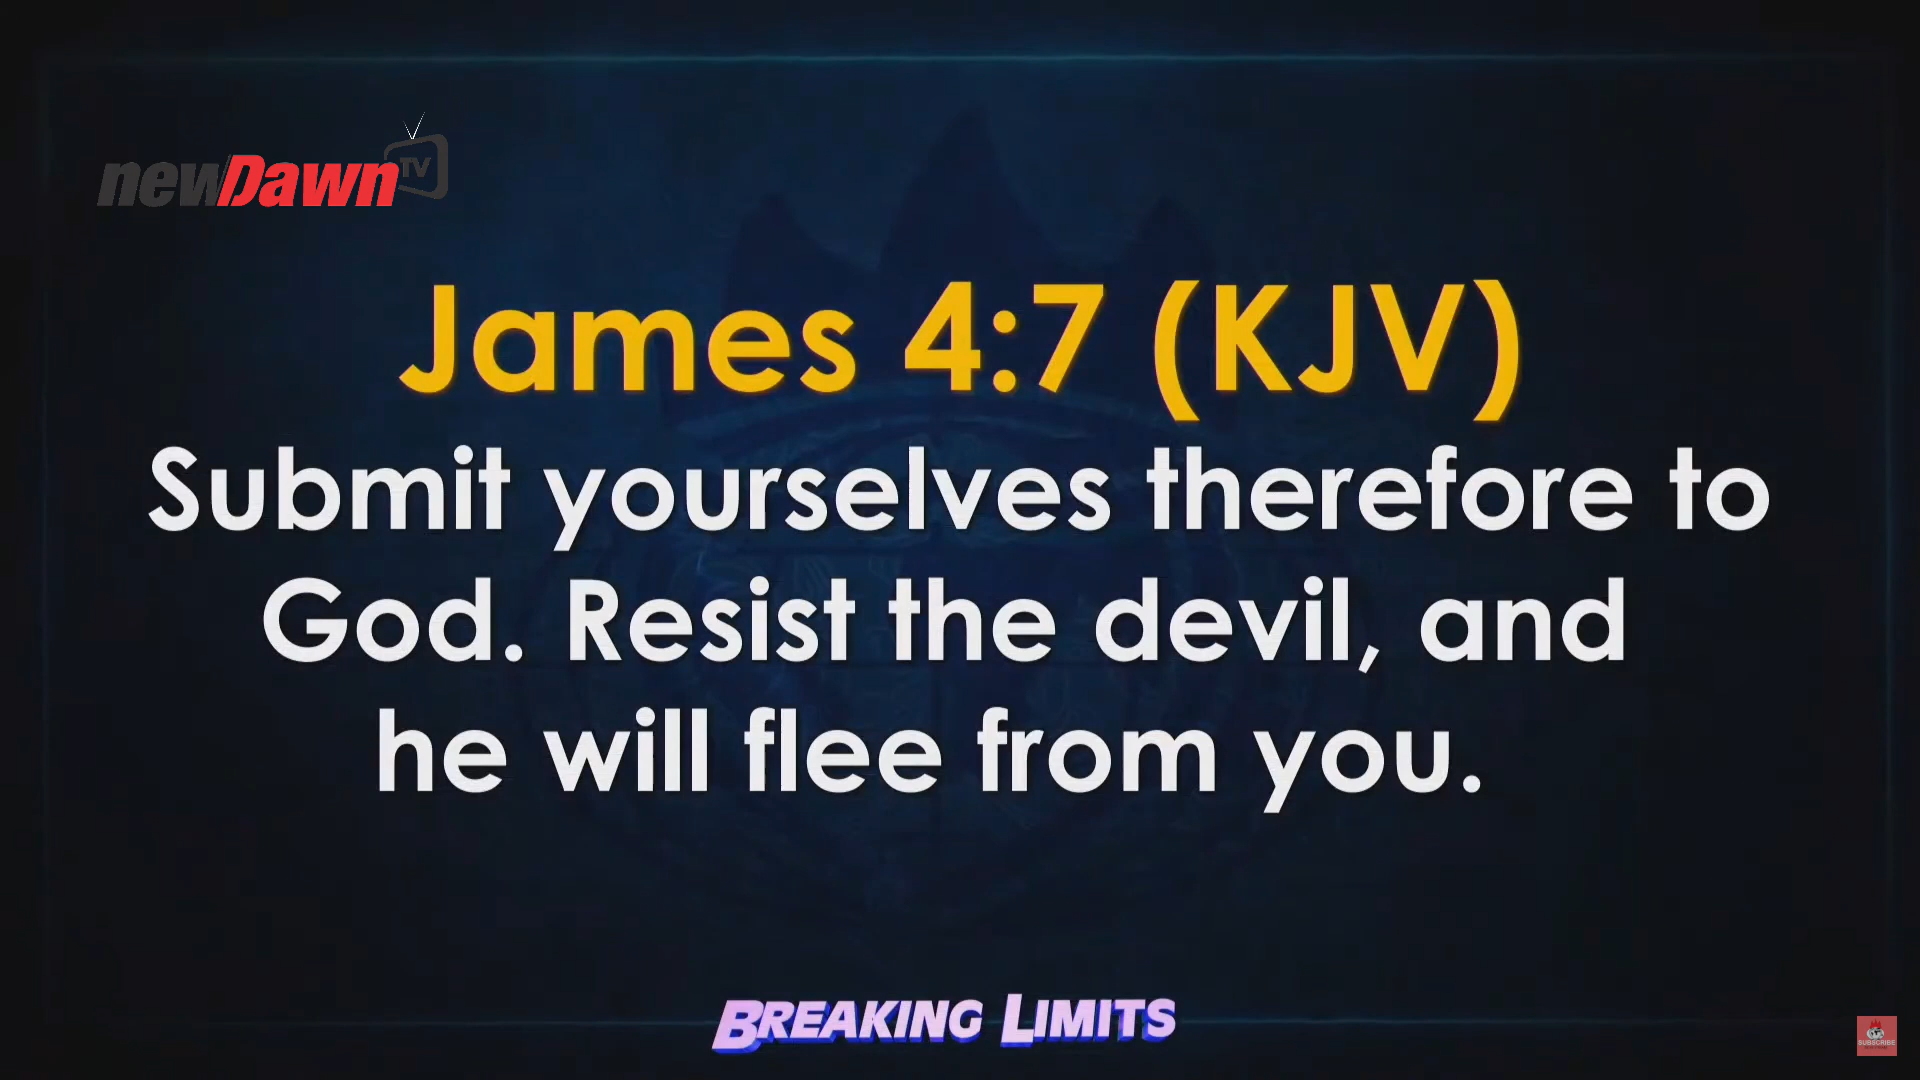 newDawn TV
James 4:7 (KJV)
Submit yourselves therefore to
God. Resist the devil, and
he will flee from you.
BREAKING LIMITS
SUBSCRIBE